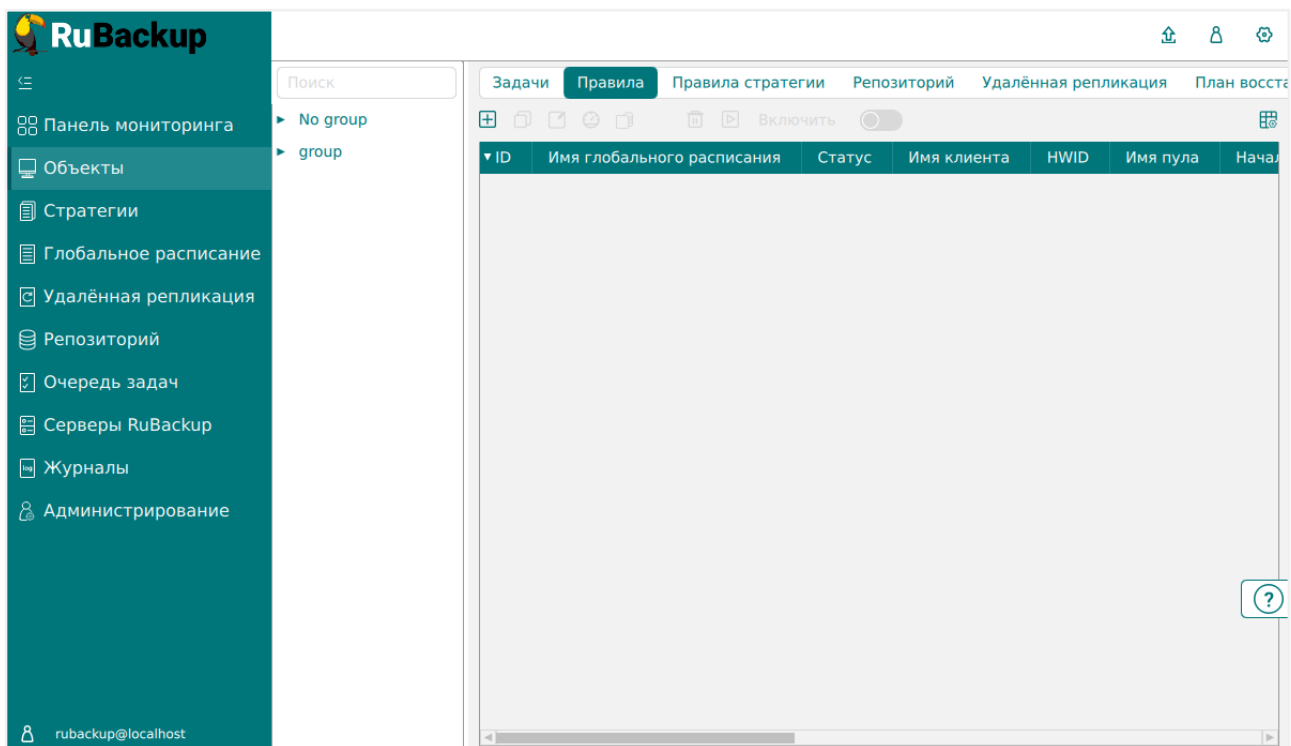 RuBackup
Поиск
Задачи Правила Правила стратегии Репозиторий Удалённая репликация План восста
Включить
ID Имя глобального расписания Статус Имя клиента HWID Имя пула Начал
No group
group
Панель мониторинга
Объекты
Стратегии
Глобальное расписание
Удалённая репликация
Репозиторий
Очередь задач
Серверы RuBackup
log Журналы
Администрирование
?
rubackup@localhost